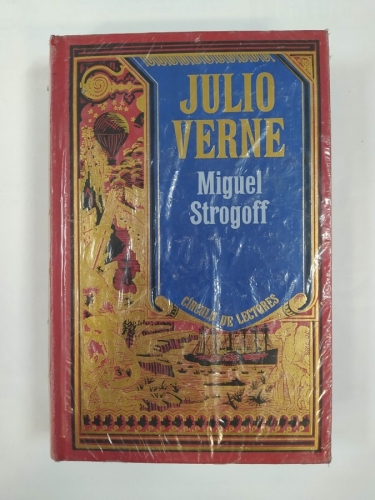 JULIO
VERNE
Miguel
Strogoff
CÍRCULO DE LECTORES